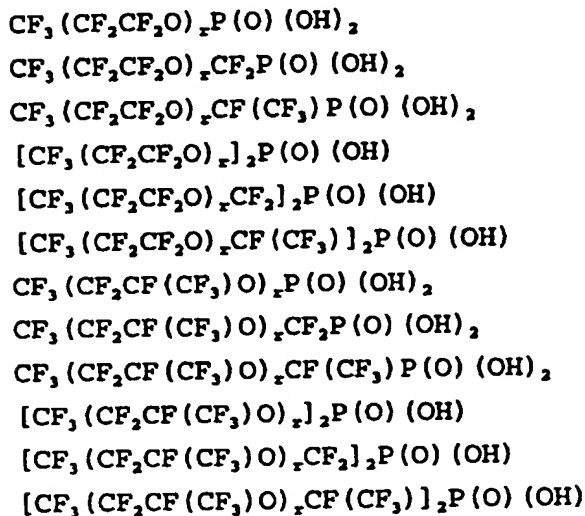 CF₃(CF₂CF₂O)ₓP(O)(OH)₂
CF₃(CF₂CF₂O)ₓCF₂P(O)(OH)₂
CF₃(CF₂CF₂O)ₓCF(CF₃)P(O)(OH)₂
[CF₃(CF₂CF₂O)ₓ]₂P(O)(OH)
[CF₃(CF₂CF₂O)ₓCF₂]₂P(O)(OH)
[CF₃(CF₂CF₂O)ₓCF(CF₃)]₂P(O)(OH)
CF₃(CF₂CF(CF₃)O)ₓP(O)(OH)₂
CF₃(CF₂CF(CF₃)O)ₓCF₂P(O)(OH)₂
CF₃(CF₂CF(CF₃)O)ₓCF(CF₃)P(O)(OH)₂
[CF₃(CF₂CF(CF₃)O)ₓ]₂P(O)(OH)
[CF₃(CF₂CF(CF₃)O)ₓCF₂]₂P(O)(OH)
[CF₃(CF₂CF(CF₃)O)ₓCF(CF₃)]₂P(O)(OH)